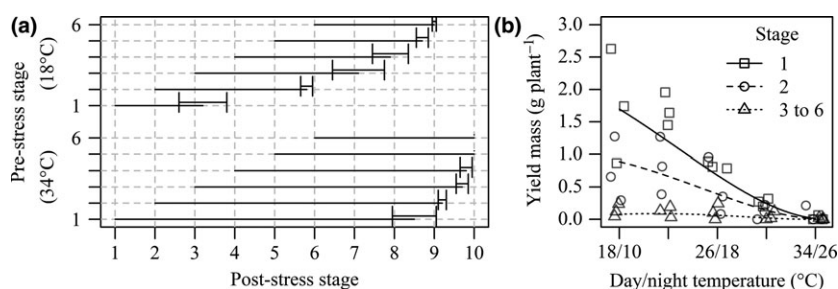 (a)
Pre-stress stage
(18°C)
(34°C)
6
1
6
1
1 2 3 4 5 6 7 8 9 10
Post-stress stage
(b)
Yield mass (g plant⁻¹)
3.0
2.5
2.0
1.5
1.0
0.5
0.0
Stage
1
2
3 to 6
18/10 26/18 34/26
Day/night temperature (°C)